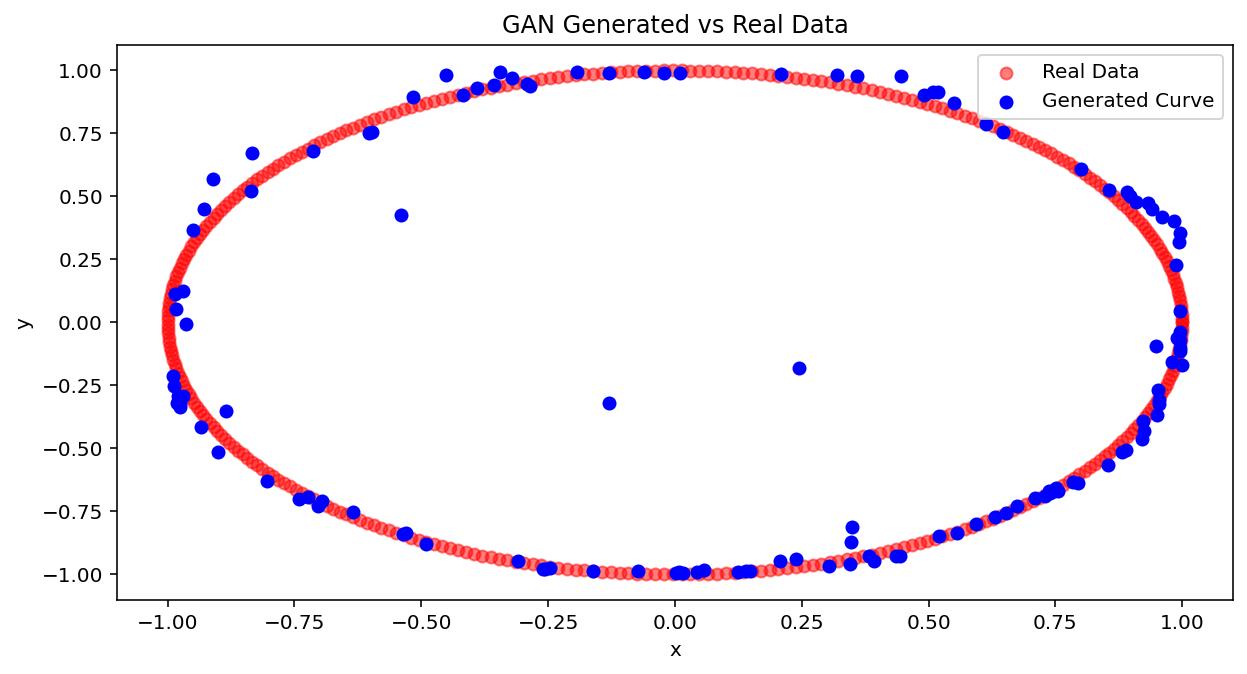 GAN Generated vs Real Data
Real Data
Generated Curve
1.00
0.75
0.50
0.25
0.00
−0.25
−0.50
−0.75
−1.00
y
−1.00 −0.75 −0.50 −0.25 0.00 0.25 0.50 0.75 1.00
x